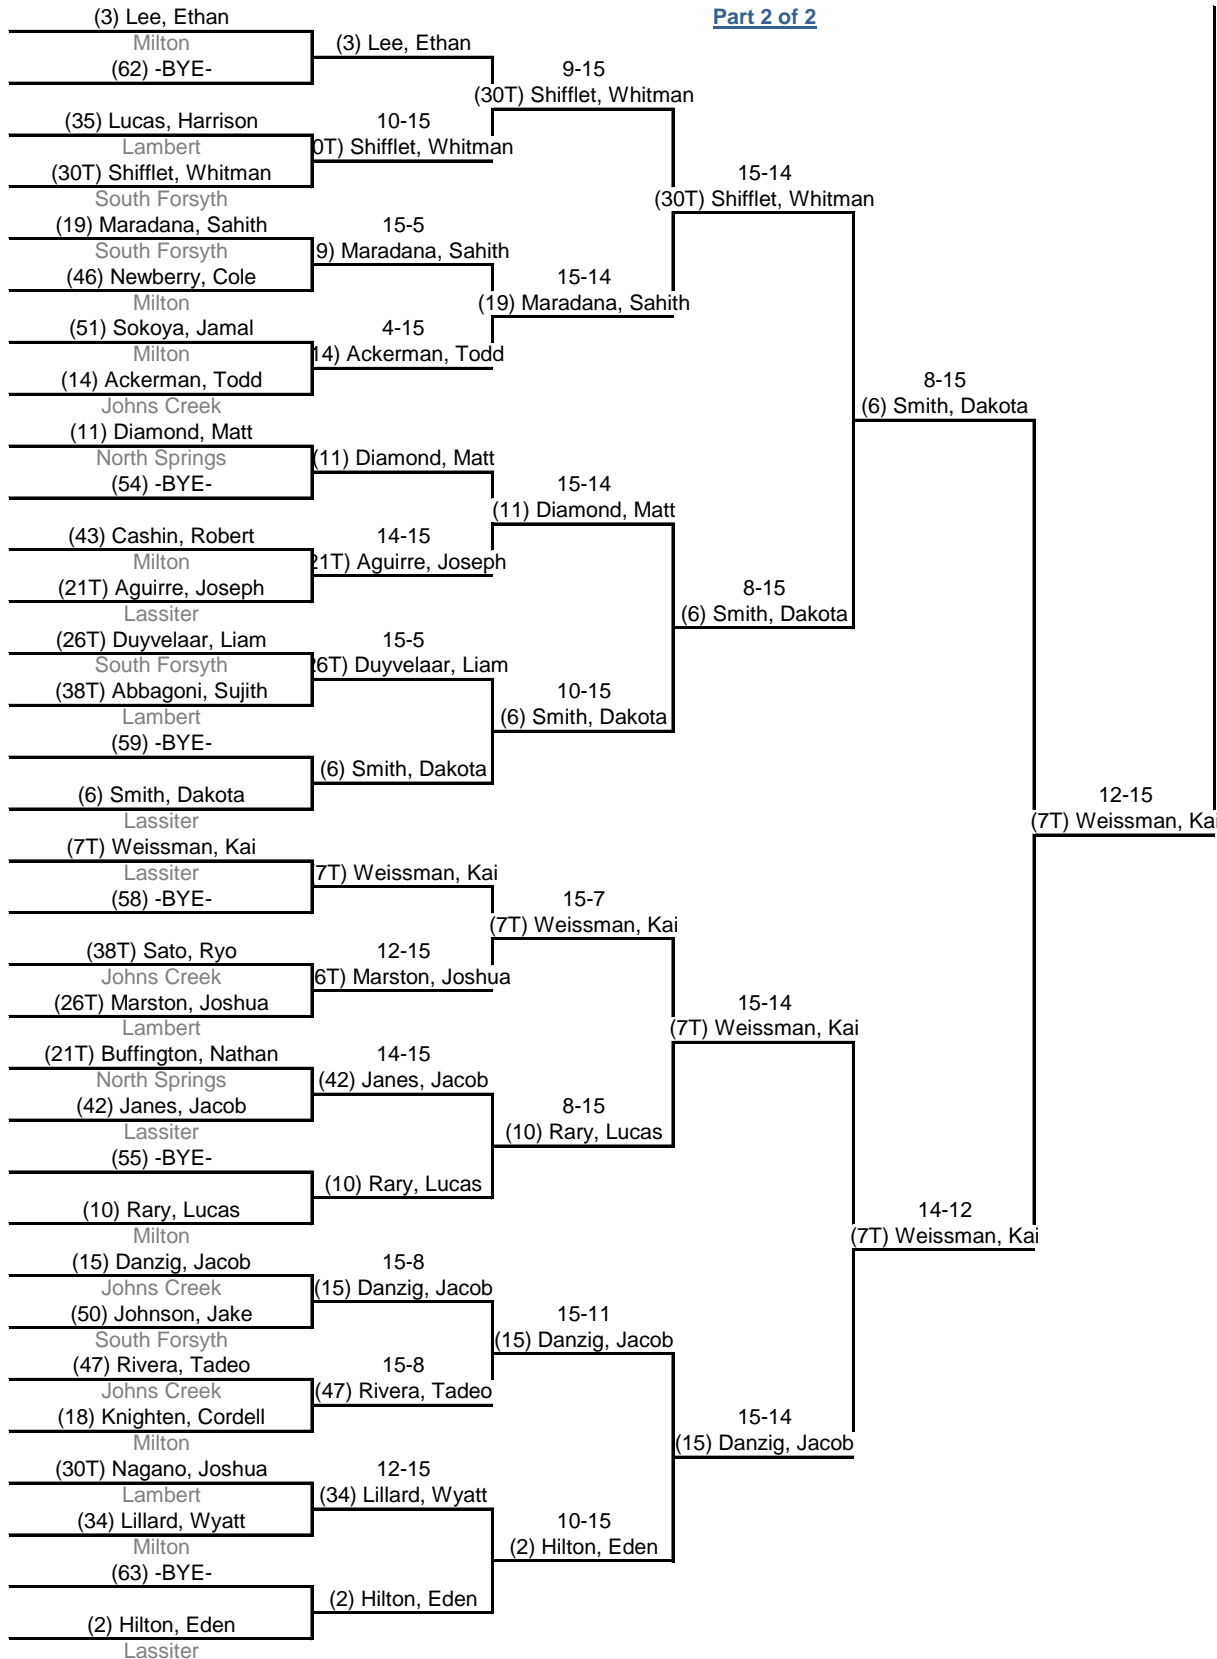 (3) Lee, Ethan
Part 2 of 2
Milton
(3) Lee, Ethan
(62) -BYE-
9-15
(30T) Shifflet, Whitman
(35) Lucas, Harrison
10-15
Lambert
0T) Shifflet, Whitman
(30T) Shifflet, Whitman
15-14
South Forsyth
(30T) Shifflet, Whitman
(19) Maradana, Sahith
15-5
South Forsyth
9) Maradana, Sahith
(46) Newberry, Cole
15-14
Milton
(19) Maradana, Sahith
(51) Sokoya, Jamal
4-15
Milton
14) Ackerman, Todd
(14) Ackerman, Todd
8-15
Johns Creek
(6) Smith, Dakota
(11) Diamond, Matt
North Springs
(11) Diamond, Matt
(54) -BYE-
15-14
(11) Diamond, Matt
(43) Cashin, Robert
14-15
Milton
21T) Aguirre, Joseph
(21T) Aguirre, Joseph
8-15
Lassiter
(6) Smith, Dakota
(26T) Duyvelaar, Liam
15-5
South Forsyth
26T) Duyvelaar, Liam
(38T) Abbagoni, Sujith
10-15
Lambert
(6) Smith, Dakota
(59) -BYE-
(6) Smith, Dakota
(6) Smith, Dakota
12-15
Lassiter
(7T) Weissman, Kai
(7T) Weissman, Kai
Lassiter
7T) Weissman, Kai
(58) -BYE-
15-7
(7T) Weissman, Kai
(38T) Sato, Ryo
12-15
Johns Creek
6T) Marston, Joshua
(26T) Marston, Joshua
15-14
Lambert
(7T) Weissman, Kai
(21T) Buffington, Nathan
14-15
North Springs
(42) Janes, Jacob
(42) Janes, Jacob
8-15
Lassiter
(10) Rary, Lucas
(55) -BYE-
(10) Rary, Lucas
(10) Rary, Lucas
14-12
Milton
(7T) Weissman, Kai
(15) Danzig, Jacob
15-8
Johns Creek
(15) Danzig, Jacob
(50) Johnson, Jake
15-11
South Forsyth
(15) Danzig, Jacob
(47) Rivera, Tadeo
15-8
Johns Creek
(47) Rivera, Tadeo
(18) Knighten, Cordell
15-14
Milton
(15) Danzig, Jacob
(30T) Nagano, Joshua
12-15
Lambert
(34) Lillard, Wyatt
(34) Lillard, Wyatt
10-15
Milton
(2) Hilton, Eden
(63) -BYE-
(2) Hilton, Eden
(2) Hilton, Eden
Lassiter